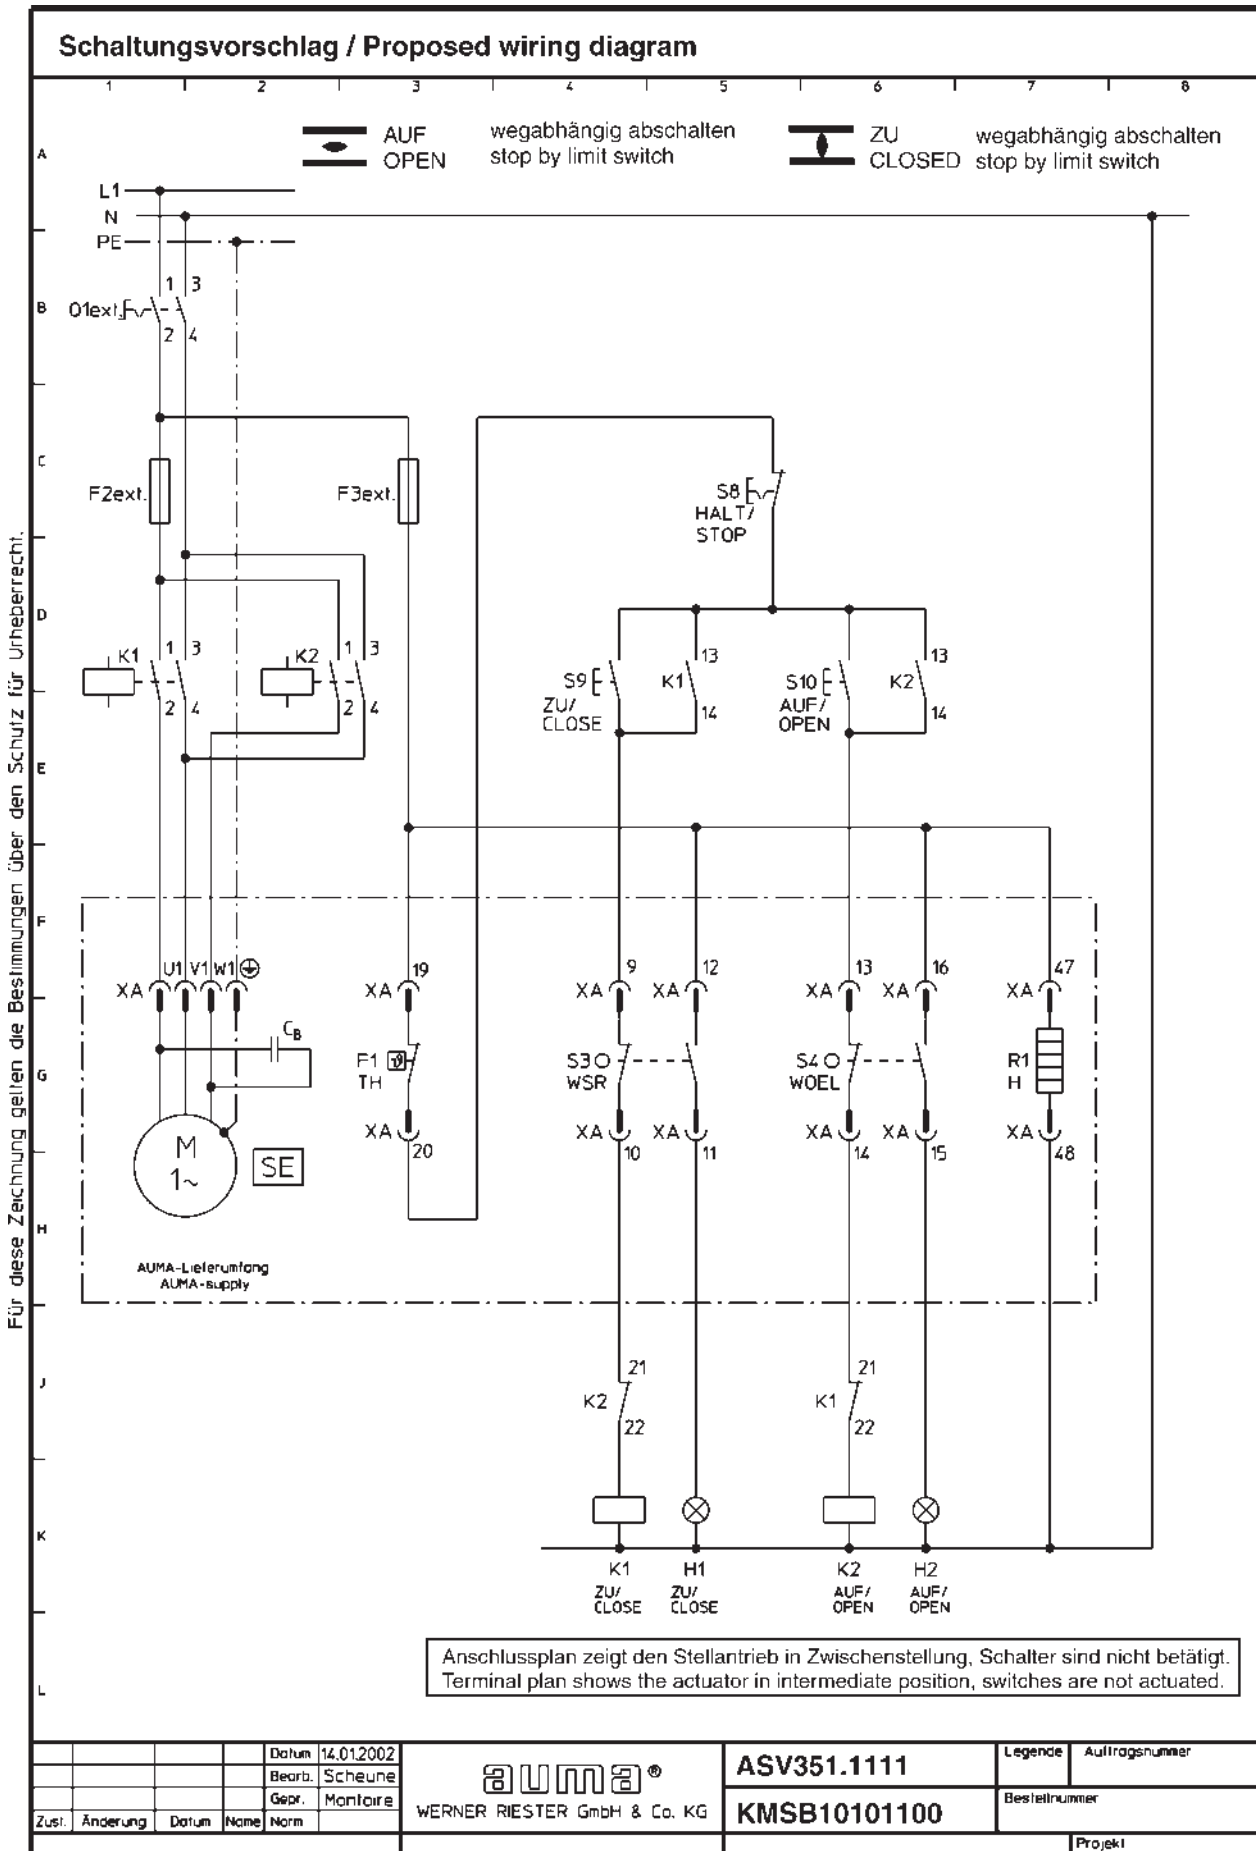 Schaltungsvorschlag / Proposed wiring diagram
1 2 3 4 5 6 7 8
AUF wegabhängig abschalten
OPEN stop by limit switch
ZU wegabhängig abschalten
CLOSED stop by limit switch
A
L1
N
PE
B
1 3
01ext.
2 4
C
F2ext.
F3ext.
S8
HALT/
STOP
D
K1 1 3
2 4
K2 1 3
2 4
S9
ZU/
CLOSE
K1 13
14
S10
AUF/
OPEN
K2 13
14
E
F
U1 V1 W1
XA
19
XA
9
XA
12
XA
13
XA
16
XA
47
XA
G
CB
F1 ϑ
TH
S3
WSR
S4
WOEL
R1
H
XA
20
XA
10
XA
11
XA
14
XA
15
XA
48
M
1~
SE
H
AUMA-Lieferumfang
AUMA-supply
J
21
K2
22
21
K1
22
K
K1
ZU/
CLOSE
H1
ZU/
CLOSE
K2
AUF/
OPEN
H2
AUF/
OPEN
L
Anschlussplan zeigt den Stellantrieb in Zwischenstellung, Schalter sind nicht betätigt.
Terminal plan shows the actuator in intermediate position, switches are not actuated.
Für diese Zeichnung gelten die Bestimmungen über den Schutz für Urheberrecht.
Datum 14.01.2002
Bearb. Scheune
Gepr. Mantaire
Zust. Änderung Datum Name Norm
auma®
WERNER RIESTER GmbH & Co. KG
ASV351.1111
KMSB10101100
Legende Auftragsnummer
Bestellnummer
Projekt